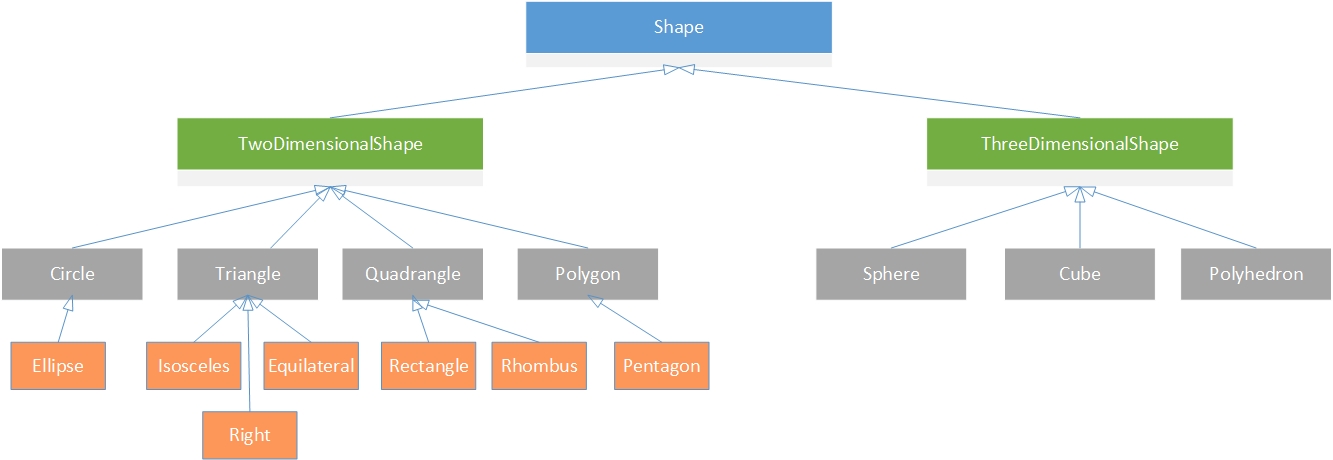 Shape
TwoDimensionalShape
ThreeDimensionalShape
Circle
Triangle
Quadrangle
Polygon
Sphere
Cube
Polyhedron
Ellipse
Isosceles
Equilateral
Rectangle
Rhombus
Pentagon
Right